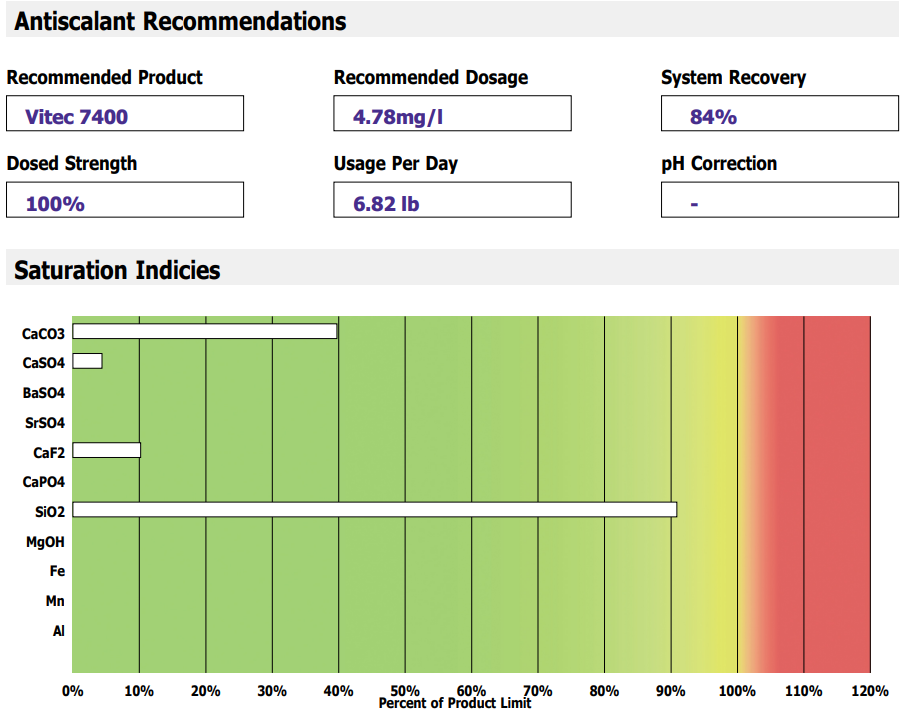 Antiscalant Recommendations
Recommended Product Recommended Dosage System Recovery
Vitec 7400 4.78mg/l 84%
Dosed Strength Usage Per Day pH Correction
100% 6.82 lb -
Saturation Indicies
CaCO3
CaSO4
BaSO4
SrSO4
CaF2
CaPO4
SiO2
MgOH
Fe
Mn
Al
0% 10% 20% 30% 40% 50% 60% 70% 80% 90% 100% 110% 120%
Percent of Product Limit